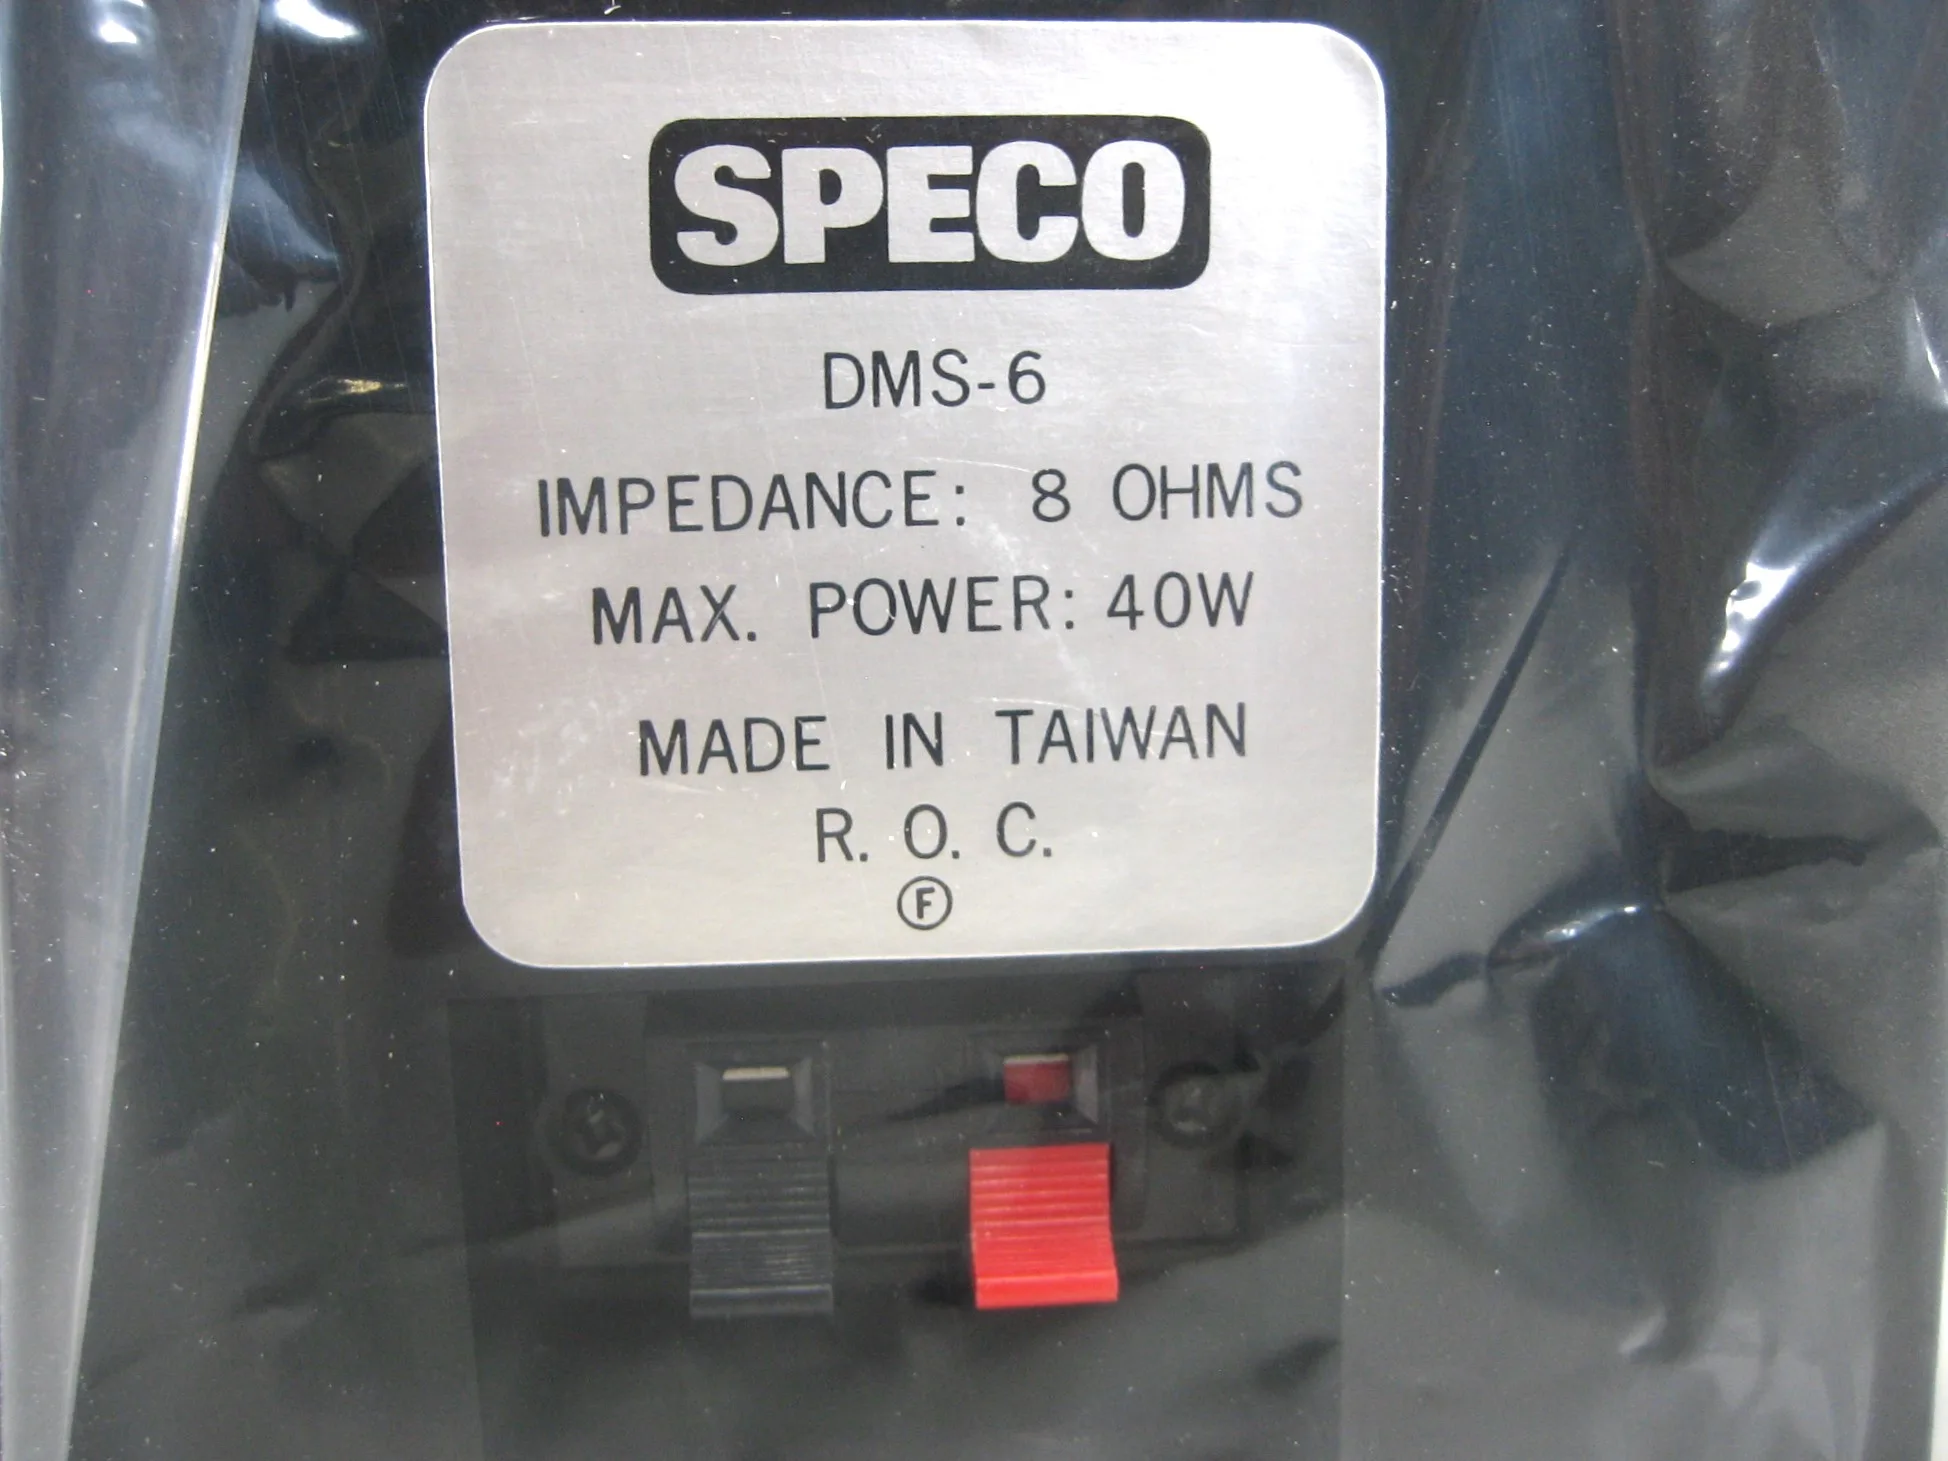 SPECO
DMS-6
IMPEDANCE: 8 OHMS
MAX. POWER: 40W
MADE IN TAIWAN
R. O. C.
F